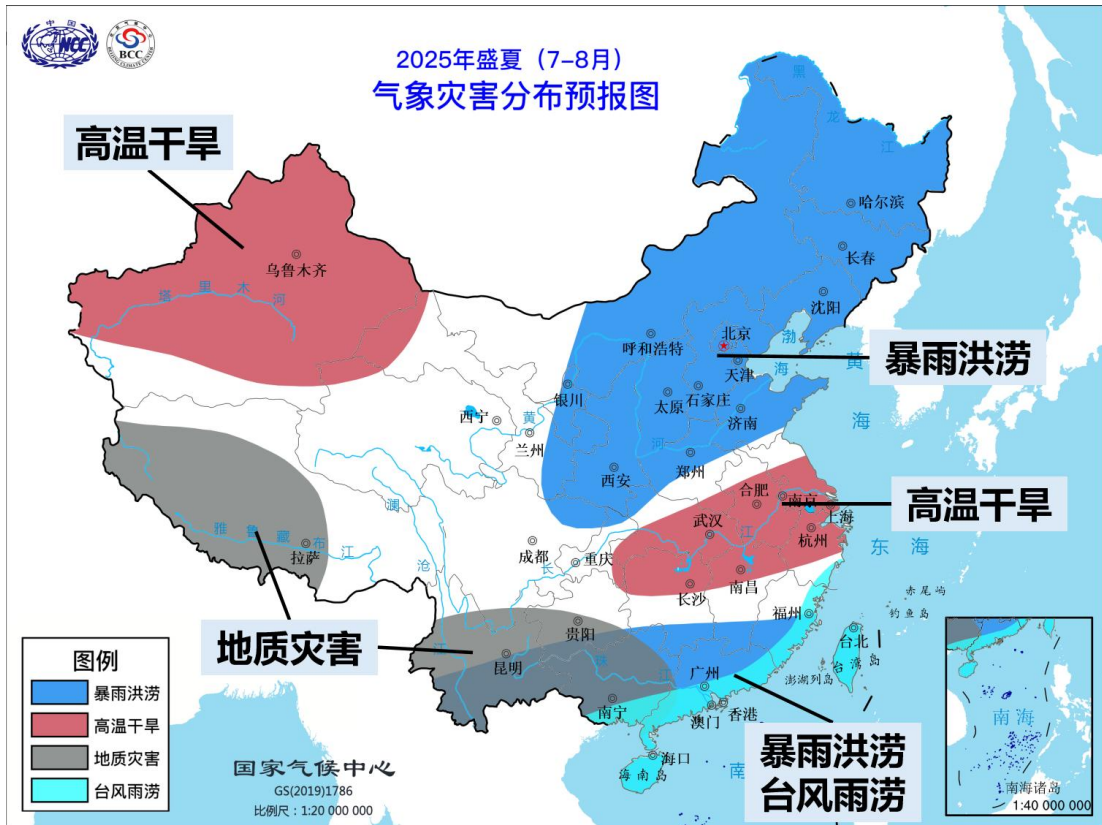 NCC
BCC
BEIJING CLIMATE CENTER
2025年盛夏（7-8月）
气象灾害分布预报图
高温干旱
黑
龙
江
哈尔滨
长春
乌鲁木齐
塔里木河
沈阳
北京
呼和浩特
渤
海
黄
海
暴雨洪涝
天津
银川
太原
石家庄
济南
西宁
黄
兰州
河
郑州
西安
合肥
南京
高温干旱
上海
武汉
澜
沧
江
雅鲁藏布江
拉萨
成都
长
重庆
江
杭州
东海
南昌
长沙
赤尾屿
钓鱼岛
福州
地质灾害
贵阳
昆明
珠
江
台北
台湾岛
广州
澎湖列岛
南宁
澳门
香港
海口
海南岛
南
暴雨洪涝
台风雨涝
图例
暴雨洪涝
高温干旱
地质灾害
台风雨涝
国家气候中心
GS(2019)1786
比例尺：1:20 000 000
南海
南海诸岛
1:40 000 000